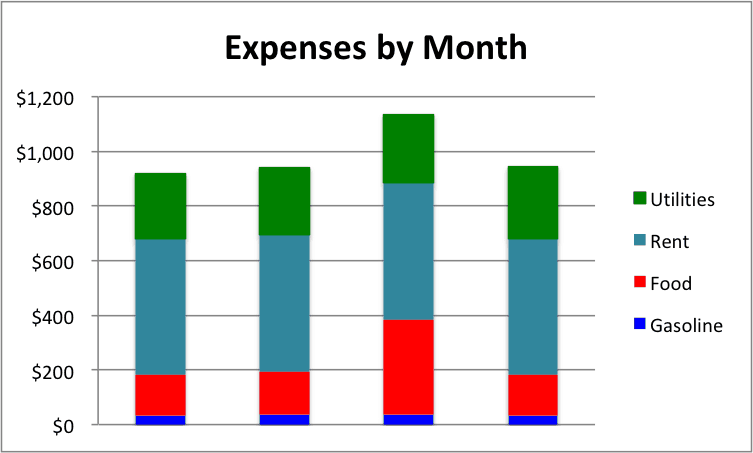 Expenses by Month
$1,200
$1,000
$800
$600
$400
$200
$0
Utilities
Rent
Food
Gasoline